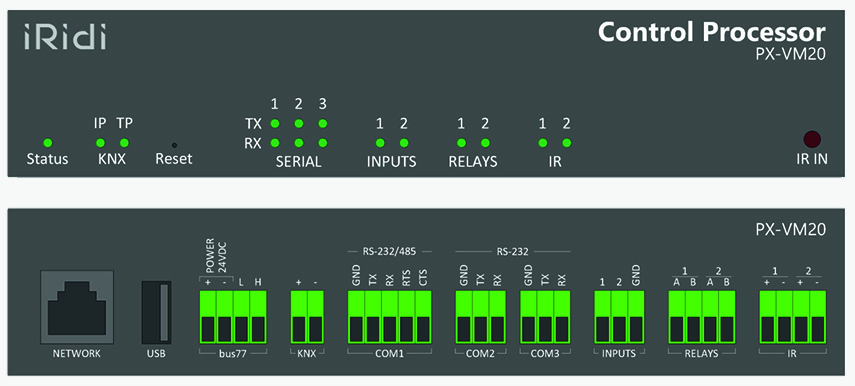 iRidi
Control Processor
PX-VM20
1 2 3
IP TP TX 1 2 1 2 1 2
RX
Status KNX Reset SERIAL INPUTS RELAYS IR IR IN
PX-VM20
POWER
24VDC
RS-232/485 RS-232
+ - L H + - GND TX RX RTS CTS GND TX RX GND TX RX 1 2 GND
1 2
A B A B
1 2
+ - + -
NETWORK USB bus77 KNX COM1 COM2 COM3 INPUTS RELAYS IR